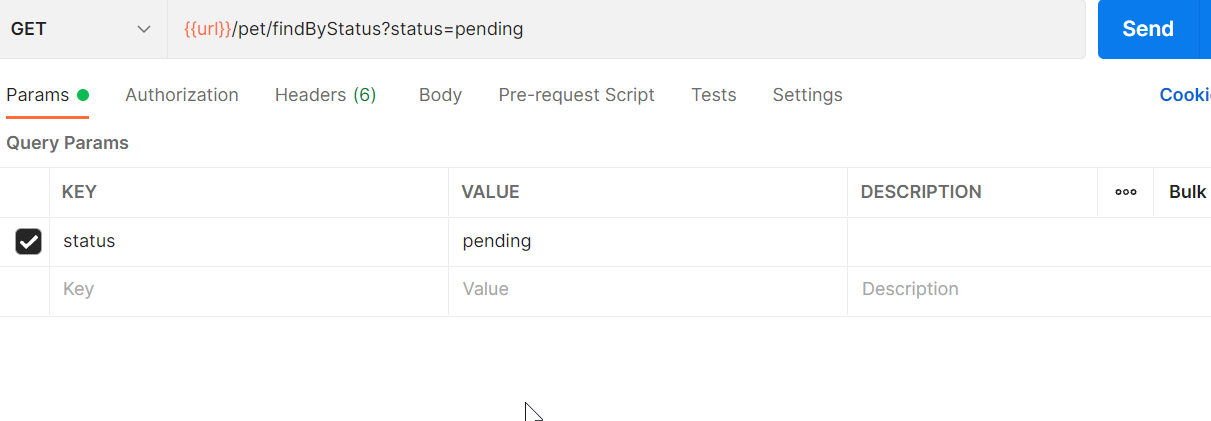 GET {{url}}/pet/findByStatus?status=pending Send
Params Authorization Headers (6) Body Pre-request Script Tests Settings Cooki
Query Params
KEY VALUE DESCRIPTION Bulk
status pending
Key Value Description